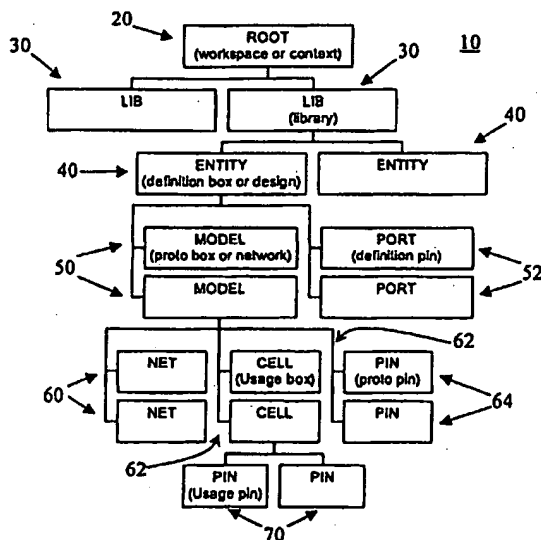 20
ROOT
(workspace or context)
10
30
30
LIB
LIB
(library)
40
40
ENTITY
(definition box or design)
ENTITY
50
MODEL
(proto box or network)
PORT
(definition pin)
52
MODEL
PORT
62
60
NET
CELL
(Usage box)
PIN
(proto pin)
64
NET
CELL
PIN
62
PIN
(Usage pin)
PIN
70